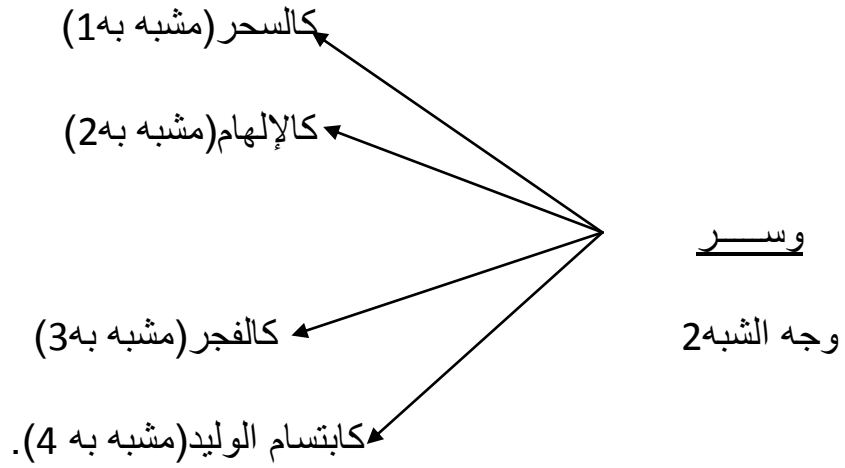 كالسحر(مشبه به1)
كالإلهام(مشبه به2)
وســــر
كالفجر(مشبه به3)
وجه الشبه2
كابتسام الوليد(مشبه به 4).